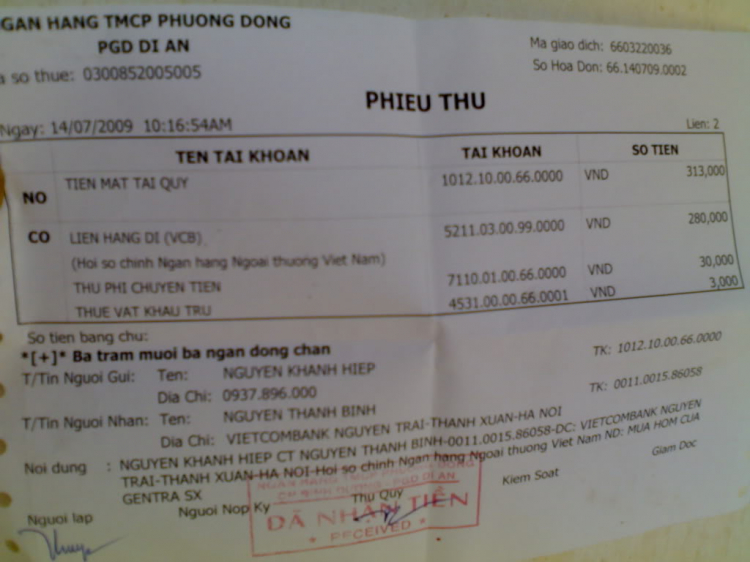 GAN HANG TMCP PHUONG DONG
PGD DI AN
a so thue: 0300852005005
Ma giao dich: 6603220036
So Hoa Don: 66.140709.0002
PHIEU THU
Ngay: 14/07/2009 10:16:54AM
Lien: 2
TEN TAI KHOAN TAI KHOAN SO TIEN
NO TIEN MAT TAI QUY 1012.10.00.66.0000 VND 313,000
CO LIEN HANG DI (VCB) 5211.03.00.99.0000 VND 280,000
(Hoi so chinh Ngan hang Ngoai thuong Viet Nam)
THU PHI CHUYEN TIEN 7110.01.00.66.0000 VND 30,000
THUE VAT KHAU TRU 4531.00.00.66.0001 VND 3,000
So tien bang chu:
*[+]* Ba tram muoi ba ngan dong chan
T/Tin Nguoi Gui: Ten: NGUYEN KHANH HIEP TK: 1012.10.00.66.0000
Dia Chi: 0937.896.000
T/Tin Nguoi Nhan: Ten: NGUYEN THANH BINH TK: 0011.0015.86058
Dia Chi: VIETCOMBANK NGUYEN TRAI-THANH XUAN-HA NOI
Noi dung : NGUYEN KHANH HIEP CT NGUYEN THANH BINH-0011.0015.86058-DC: VIETCOMBANK NGUYEN
TRAI-THANH XUAN-HA NOI-Hoi so chinh Ngan hang Ngoai thuong Viet Nam ND: MUA HOM CUA
GENTRA SX
Nguoi lap Nguoi Nop Ky Thu Quy Kiem Soat Giam Doc
PGD DI AN
ĐÃ NHẬN TIỀN
* RECEIVED *